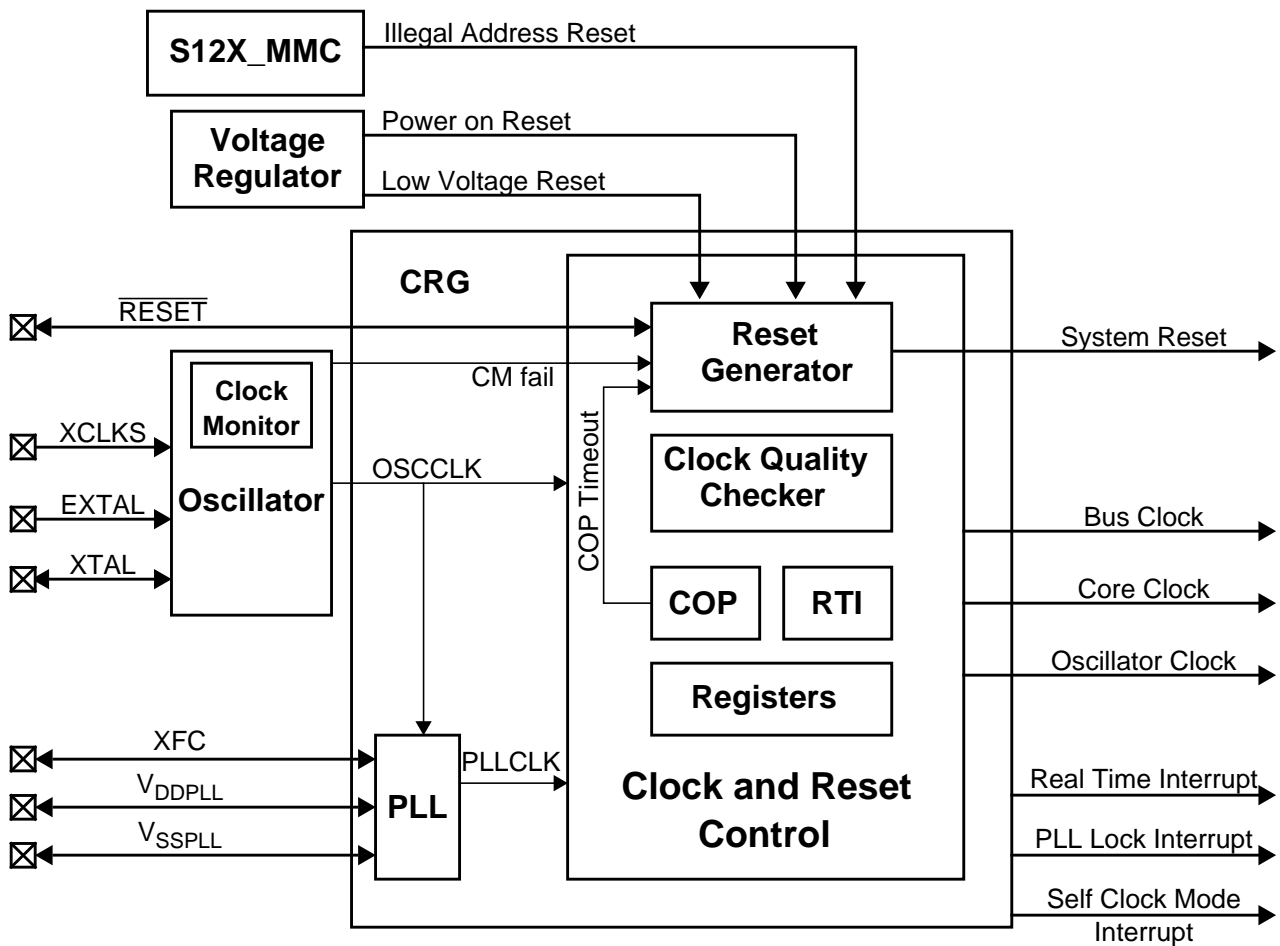 S12X_MMC
Illegal Address Reset
Voltage
Regulator
Power on Reset
Low Voltage Reset
CRG
RESET
Reset
Generator
System Reset
CM fail
Clock
Monitor
XCLKS
OSCCLK
COP Timeout
Clock Quality
Checker
EXTAL
Oscillator
Bus Clock
XTAL
COP
RTI
Core Clock
Oscillator Clock
Registers
XFC
VDDPLL
VSSPLL
PLL
PLLCLK
Clock and Reset
Control
Real Time Interrupt
PLL Lock Interrupt
Self Clock Mode
Interrupt